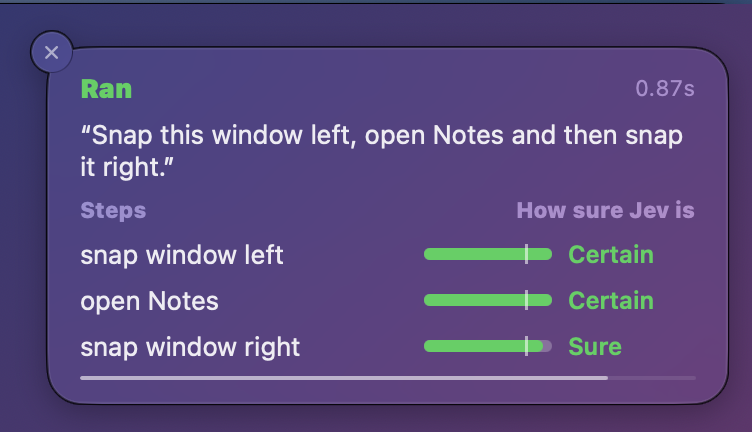 Ran
0.87s
“Snap this window left, open Notes and then snap
it right.”
Steps
How sure Jev is
snap window left
Certain
open Notes
Certain
snap window right
Sure